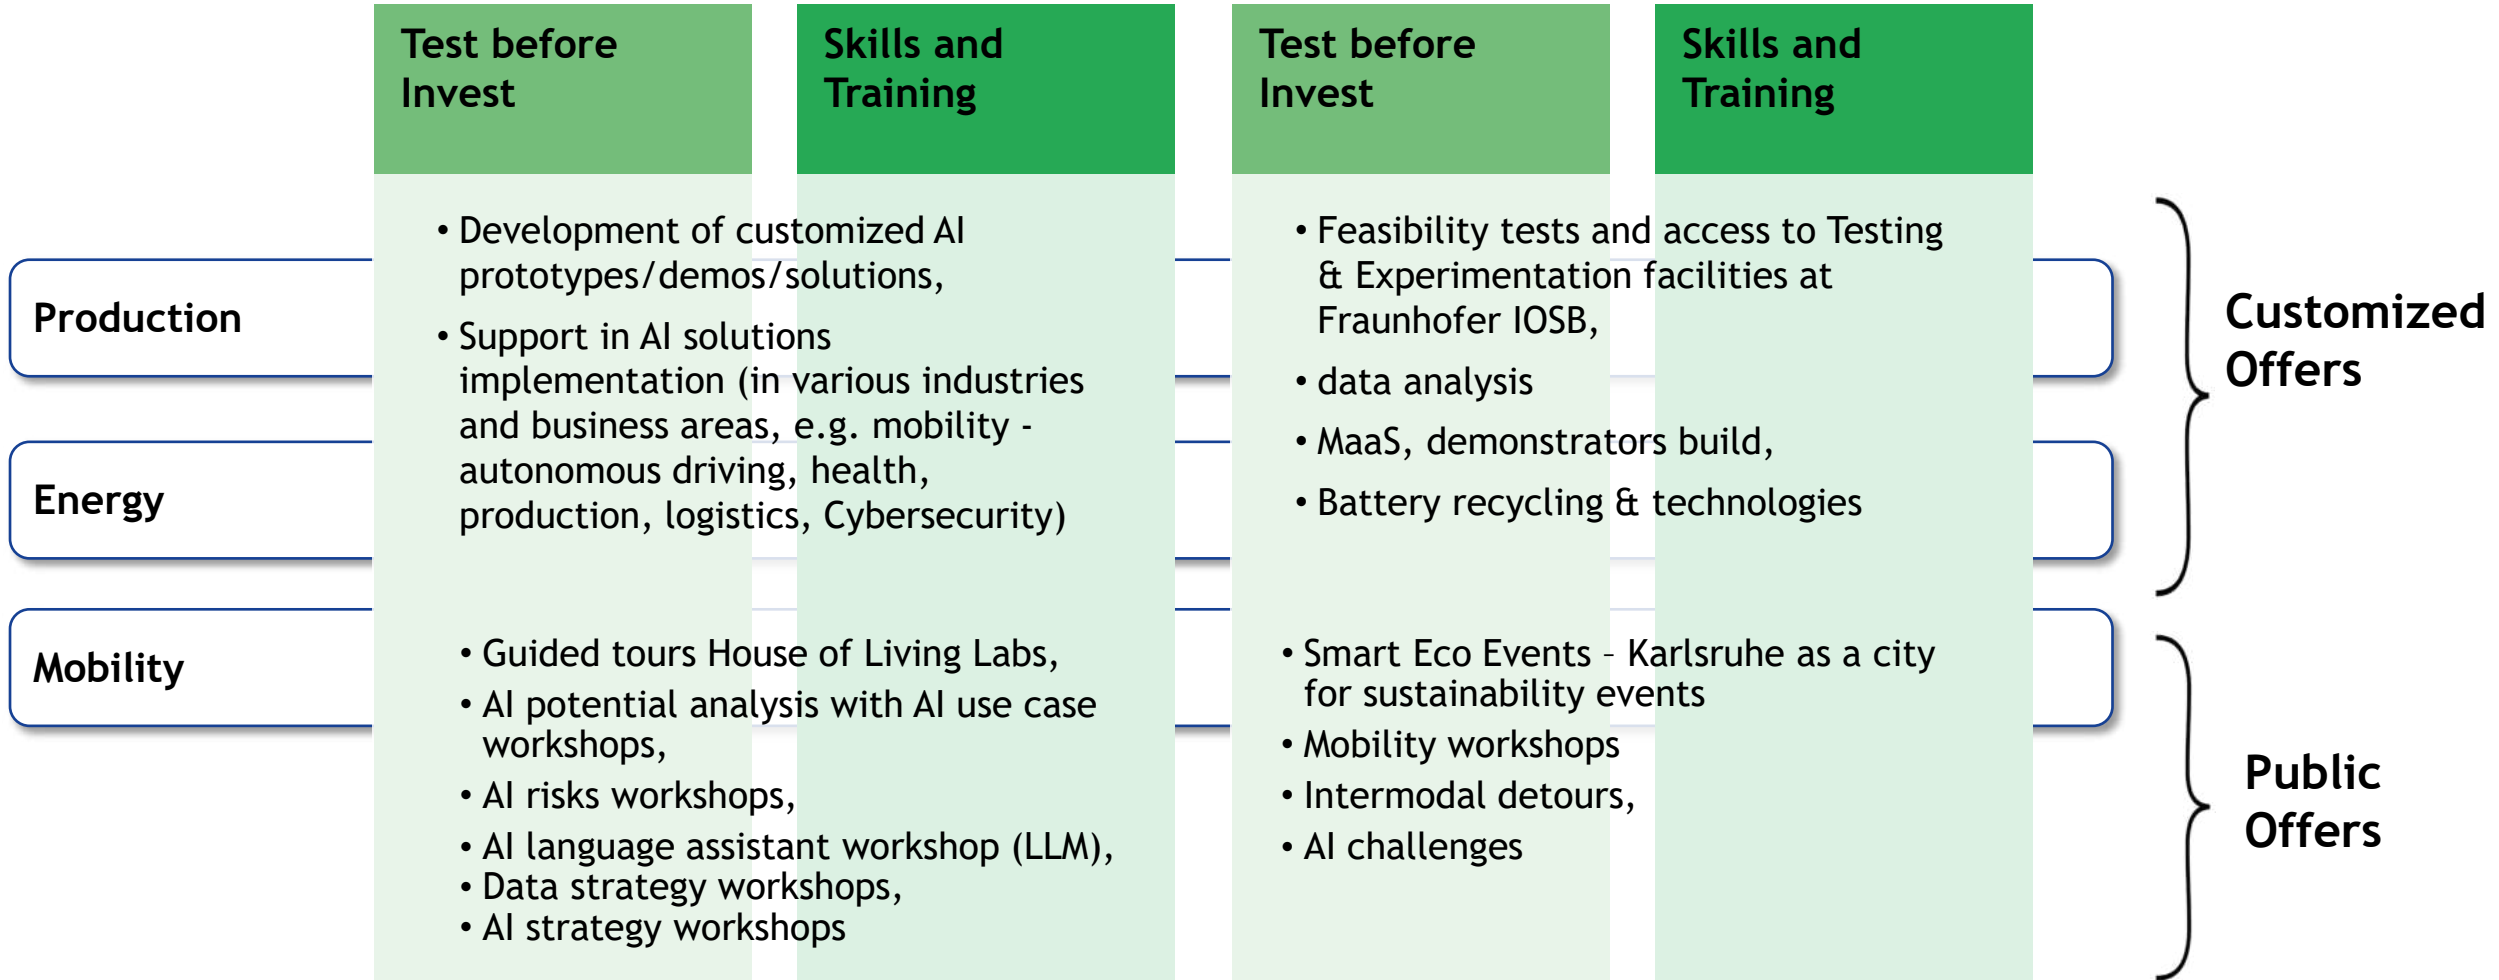 Test before
Invest
Skills and
Training
Test before
Invest
Skills and
Training
Production
Energy
Mobility
• Development of customized AI
prototypes/demos/solutions,
• Support in AI solutions
implementation (in various industries
and business areas, e.g. mobility -
autonomous driving, health,
production, logistics, Cybersecurity)
• Feasibility tests and access to Testing
& Experimentation facilities at
Fraunhofer IOSB,
• data analysis
• MaaS, demonstrators build,
• Battery recycling & technologies
Customized
Offers
• Guided tours House of Living Labs,
• AI potential analysis with AI use case
workshops,
• AI risks workshops,
• AI language assistant workshop (LLM),
• Data strategy workshops,
• AI strategy workshops
• Smart Eco Events – Karlsruhe as a city
for sustainability events
• Mobility workshops
• Intermodal detours,
• AI challenges
Public
Offers